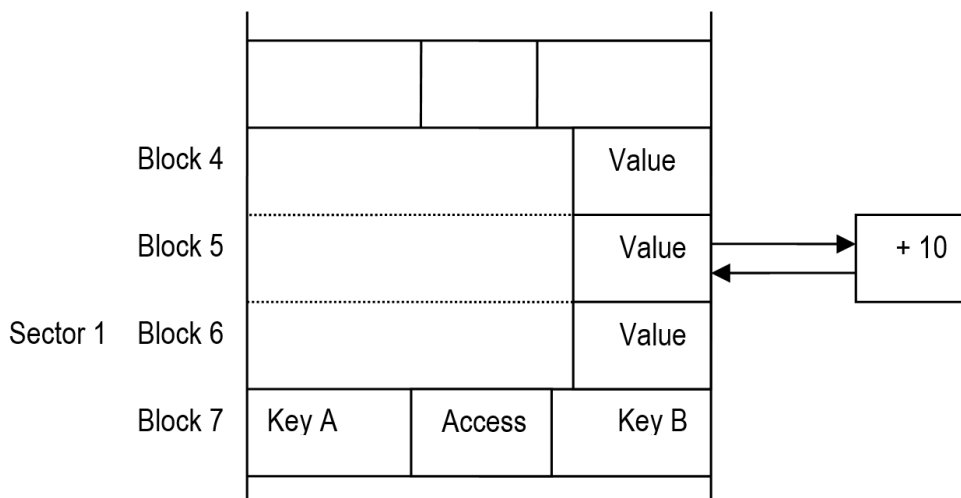 Block 4 Value
Block 5 Value + 10
Sector 1 Block 6 Value
Block 7 Key A Access Key B